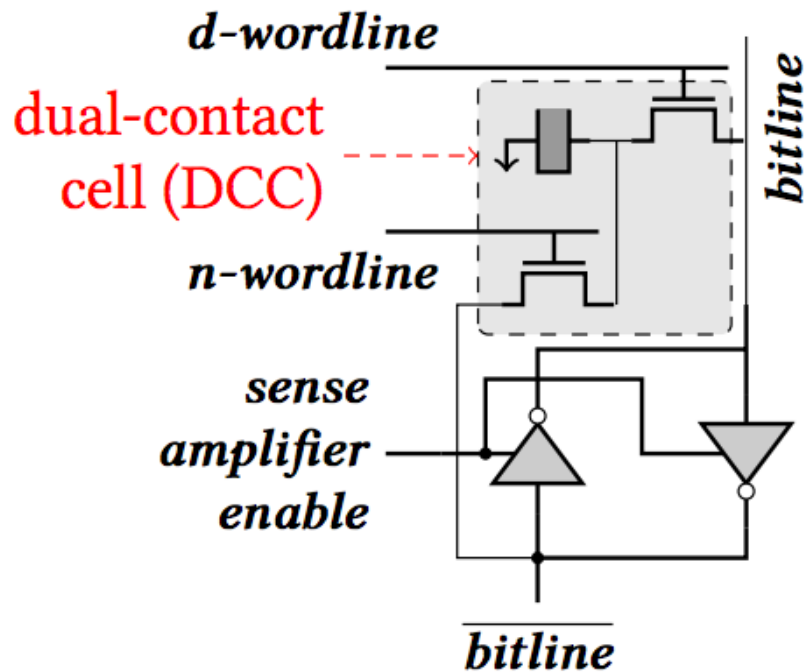 d-wordline
dual-contact
cell (DCC)
bitline
n-wordline
sense
amplifier
enable
bitline